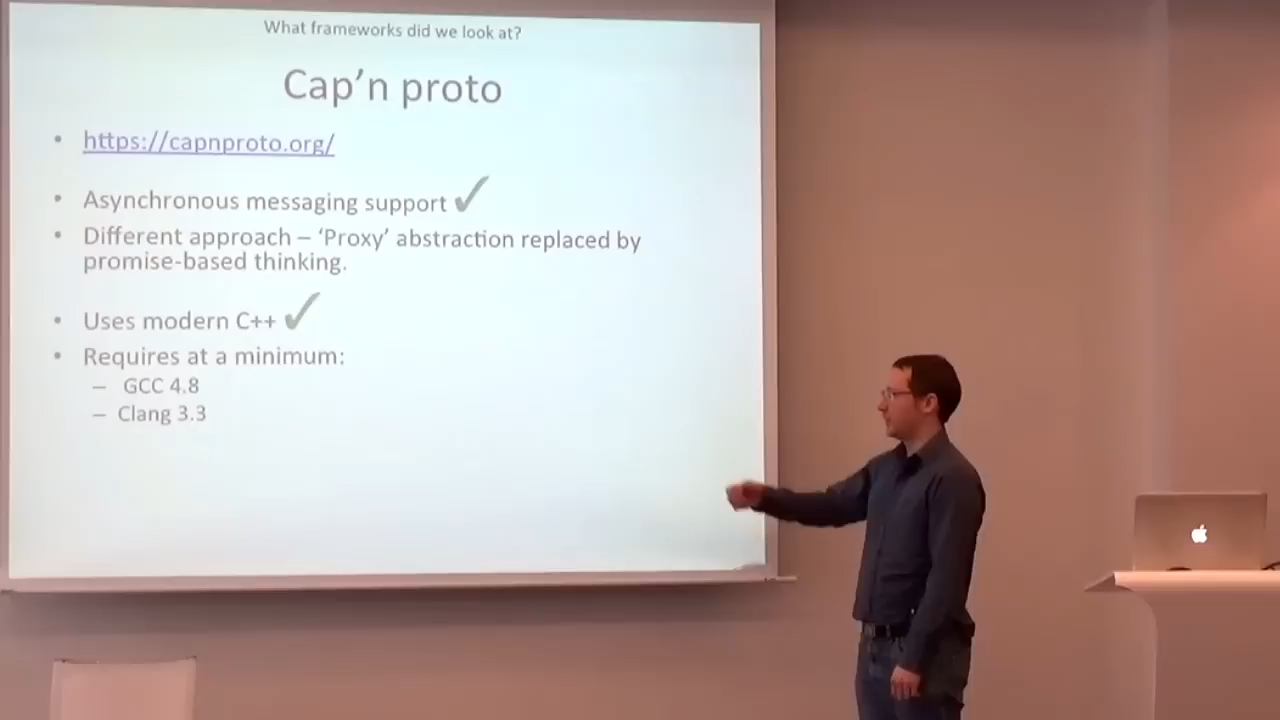 What frameworks did we look at?
Cap’n proto
• https://capnproto.org/
• Asynchronous messaging support ✓
• Different approach – ‘Proxy’ abstraction replaced by
promise-based thinking.
• Uses modern C++ ✓
• Requires at a minimum:
– GCC 4.8
– Clang 3.3